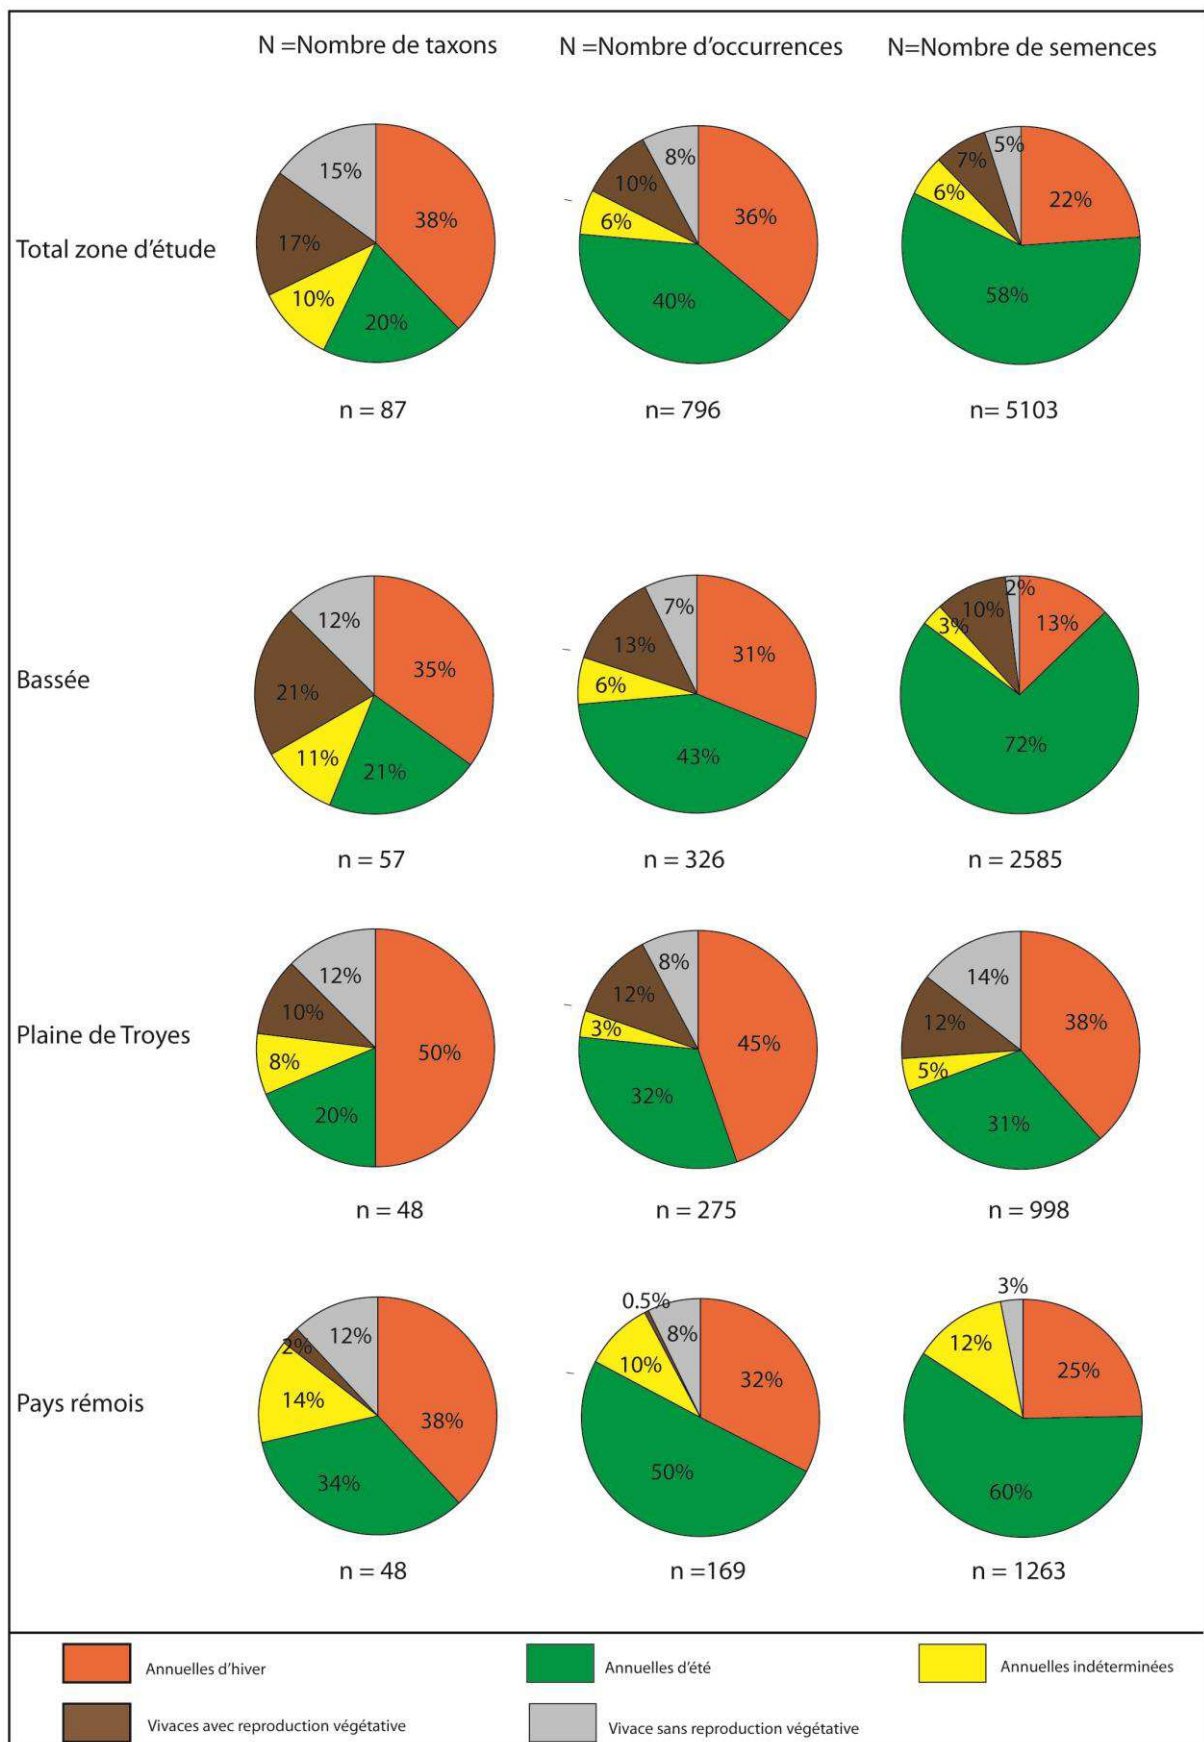 N =Nombre de taxons
N =Nombre d'occurrences
N=Nombre de semences
Total zone d'étude
15%
38%
17%
10%
20%
n = 87
8%
10%
36%
6%
40%
n= 796
5%
7%
22%
6%
58%
n= 5103
Bassée
12%
35%
21%
11%
21%
n = 57
7%
13%
31%
6%
43%
n = 326
2%
10%
13%
3%
72%
n = 2585
Plaine de Troyes
12%
10%
50%
8%
20%
n = 48
8%
12%
45%
3%
32%
n = 275
14%
38%
12%
5%
31%
n = 998
Pays rémois
12%
2%
14%
38%
34%
n = 48
0.5%
8%
10%
32%
50%
n =169
3%
12%
25%
60%
n = 1263
Annuelles d'hiver
Annuelles d'été
Annuelles indéterminées
Vivaces avec reproduction végétative
Vivace sans reproduction végétative